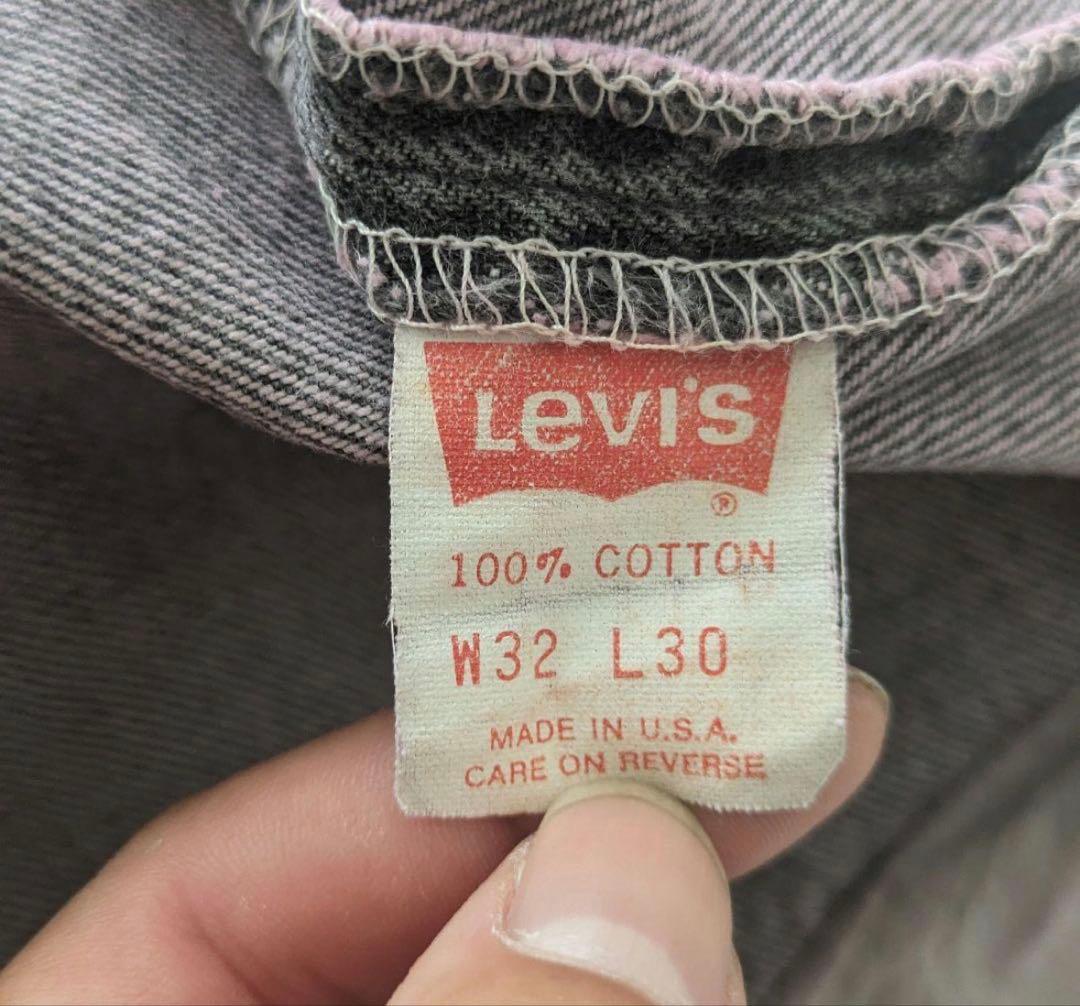 Levi's
®
100% COTTON
W32 L30
MADE IN U.S.A.
CARE ON REVERSE